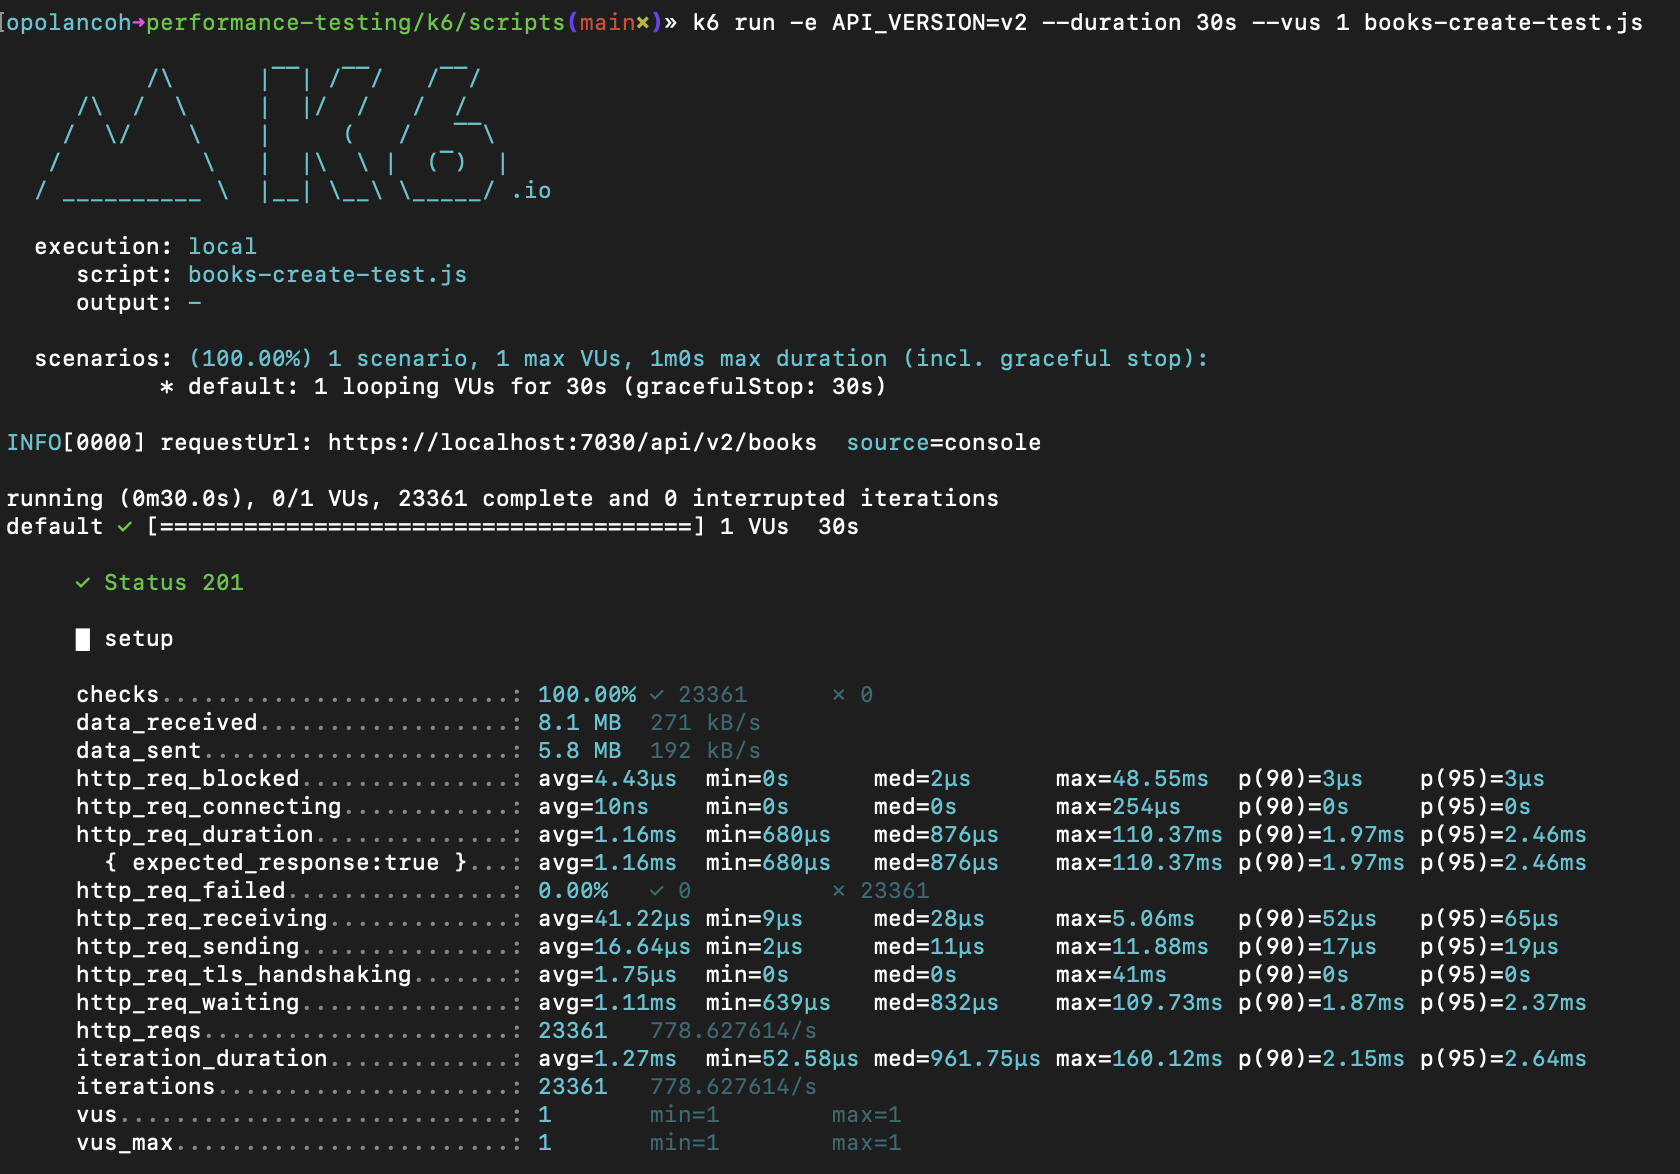 [opolancoh→performance-testing/k6/scripts(main×)» k6 run -e API_VERSION=v2 --duration 30s --vus 1 books-create-test.js
          /\      |‾‾| /‾‾/   /‾‾/
     /\  /  \     |  |/  /   /  /
    /  \/    \    |     (   /   ‾‾\
   /          \   |  |\  \ |  (‾)  |
  / __________ \  |__| \__\ \_____/ .io
execution: local
script: books-create-test.js
output: -
scenarios: (100.00%) 1 scenario, 1 max VUs, 1m0s max duration (incl. graceful stop):
* default: 1 looping VUs for 30s (gracefulStop: 30s)
INFO[0000] requestUrl: https://localhost:7030/api/v2/books source=console
running (0m30.0s), 0/1 VUs, 23361 complete and 0 interrupted iterations
default ✓ [======================================] 1 VUs 30s
✓ Status 201
█ setup
checks.........................: 100.00% ✓ 23361 × 0
data_received..................: 8.1 MB 271 kB/s
data_sent......................: 5.8 MB 192 kB/s
http_req_blocked...............: avg=4.43µs min=0s med=2µs max=48.55ms p(90)=3µs p(95)=3µs
http_req_connecting............: avg=10ns min=0s med=0s max=254µs p(90)=0s p(95)=0s
http_req_duration..............: avg=1.16ms min=680µs med=876µs max=110.37ms p(90)=1.97ms p(95)=2.46ms
{ expected_response:true }...: avg=1.16ms min=680µs med=876µs max=110.37ms p(90)=1.97ms p(95)=2.46ms
http_req_failed................: 0.00% ✓ 0 × 23361
http_req_receiving.............: avg=41.22µs min=9µs med=28µs max=5.06ms p(90)=52µs p(95)=65µs
http_req_sending...............: avg=16.64µs min=2µs med=11µs max=11.88ms p(90)=17µs p(95)=19µs
http_req_tls_handshaking.......: avg=1.75µs min=0s med=0s max=41ms p(90)=0s p(95)=0s
http_req_waiting...............: avg=1.11ms min=639µs med=832µs max=109.73ms p(90)=1.87ms p(95)=2.37ms
http_reqs......................: 23361 778.627614/s
iteration_duration.............: avg=1.27ms min=52.58µs med=961.75µs max=160.12ms p(90)=2.15ms p(95)=2.64ms
iterations.....................: 23361 778.627614/s
vus............................: 1 min=1 max=1
vus_max........................: 1 min=1 max=1